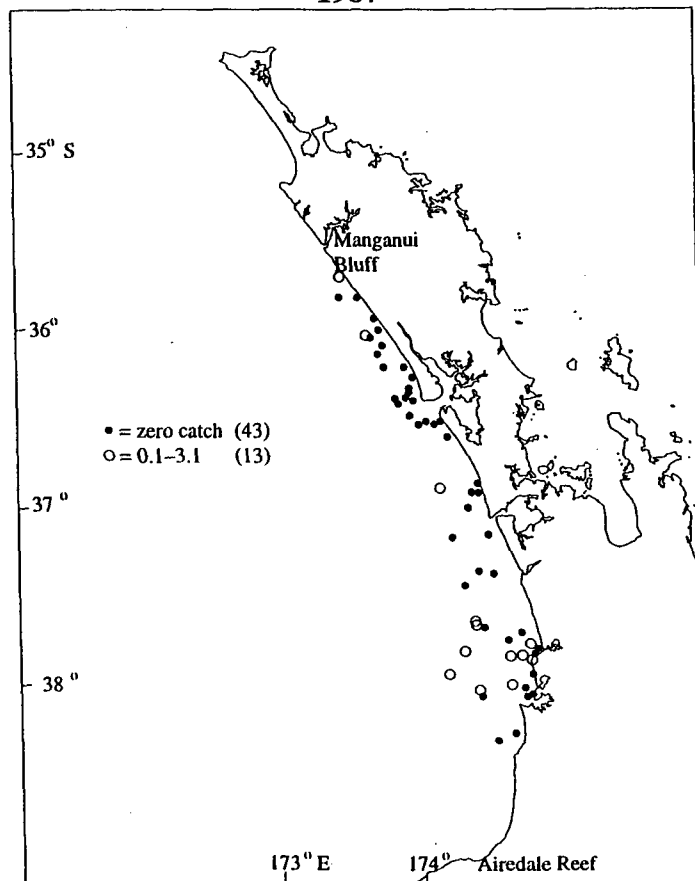 35° S
Manganui
Bluff
36°
• = zero catch (43)
○ = 0.1–3.1 (13)
37°
38°
173° E 174° Airedale Reef